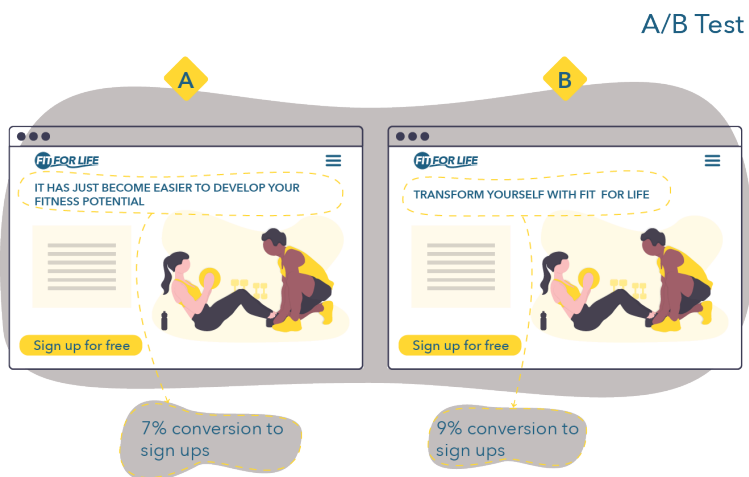 A/B Test
A
B
FIT FOR LIFE
IT HAS JUST BECOME EASIER TO DEVELOP YOUR
FITNESS POTENTIAL
Sign up for free
FIT FOR LIFE
TRANSFORM YOURSELF WITH FIT FOR LIFE
Sign up for free
7% conversion to
sign ups
9% conversion to
sign ups